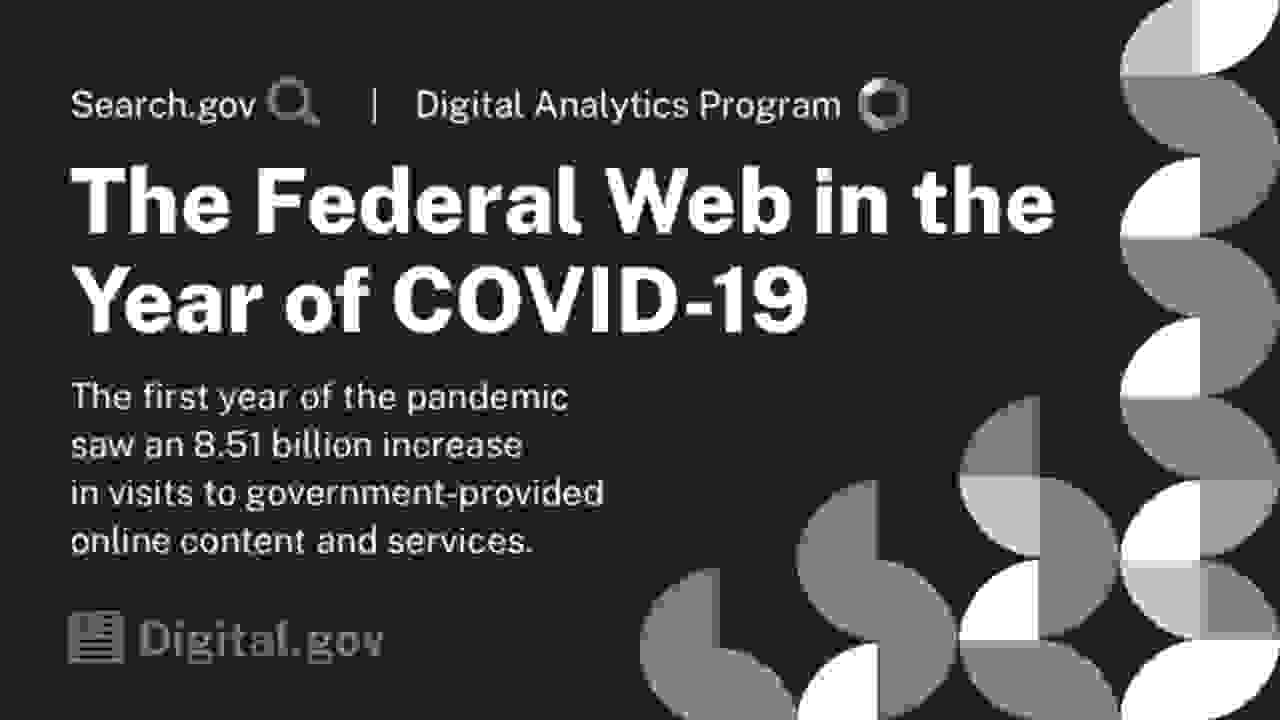 Search.gov | Digital Analytics Program
The Federal Web in the
Year of COVID-19
The first year of the pandemic
saw an 8.51 billion increase
in visits to government-provided
online content and services.
Digital.gov